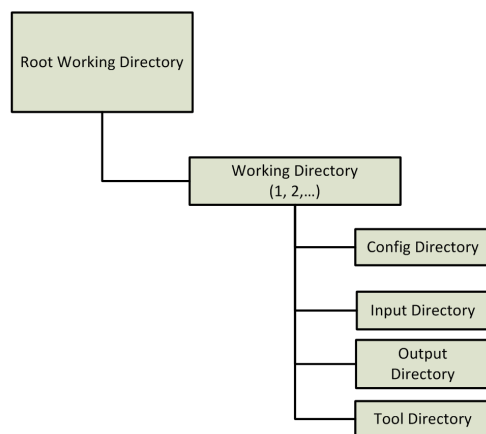 Root Working Directory
Working Directory
(1, 2,...)
Config Directory
Input Directory
Output
Directory
Tool Directory